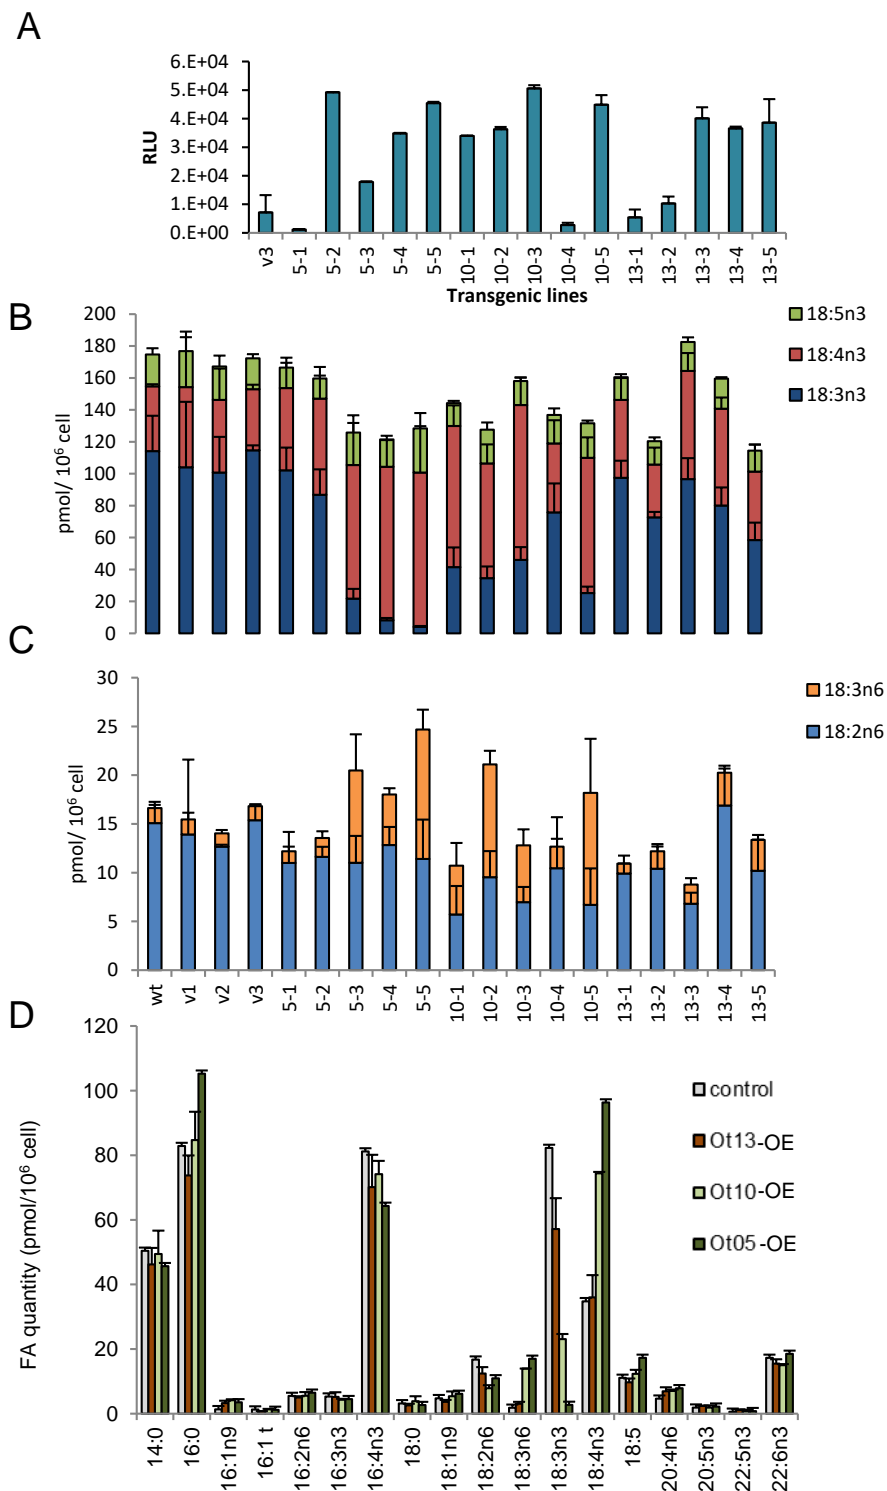 A
6.E+04
5.E+04
4.E+04
3.E+04
2.E+04
1.E+04
0.E+00
RLU
v3 5-1 5-2 5-3 5-4 5-5 10-1 10-2 10-3 10-4 10-5 13-1 13-2 13-3 13-4 13-5
Transgenic lines
B
200
180
160
140
120
100
80
60
40
20
0
pmol/ 10⁶ cell
18:5n3
18:4n3
18:3n3
C
30
25
20
15
10
5
0
pmol/ 10⁶ cell
18:3n6
18:2n6
wt v1 v2 v3 5-1 5-2 5-3 5-4 5-5 10-1 10-2 10-3 10-4 10-5 13-1 13-2 13-3 13-4 13-5
D
120
100
80
60
40
20
0
FA quantity (pmol/10⁶ cell)
control
Ot13-OE
Ot10-OE
Ot05-OE
14:0 16:0 16:1n9 16:1 t 16:2n6 16:3n3 16:4n3 18:0 18:1n9 18:2n6 18:3n6 18:3n3 18:4n3 18:5 20:4n6 20:5n3 22:5n3 22:6n3